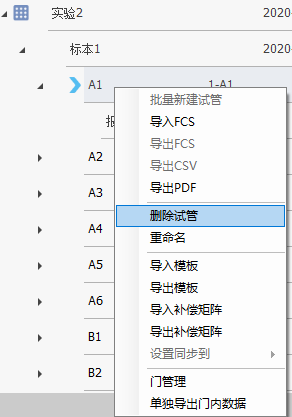 实验2 2020
标本1 2020-
A1 1-A1
批量新建试管
导入FCS
导出FCS
A2 导出CSV
导出PDF
A3
删除试管
A4 重命名
A5 导入模板
导出模板
A6 导入补偿矩阵
导出补偿矩阵
B1
设置同步到
B2 门管理
单独导出门内数据